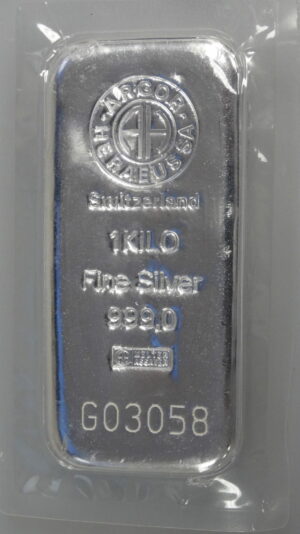 ARGOR-
HERAEUS SA
Switzerland
1KILO
Fine Silver
999.0
G03058